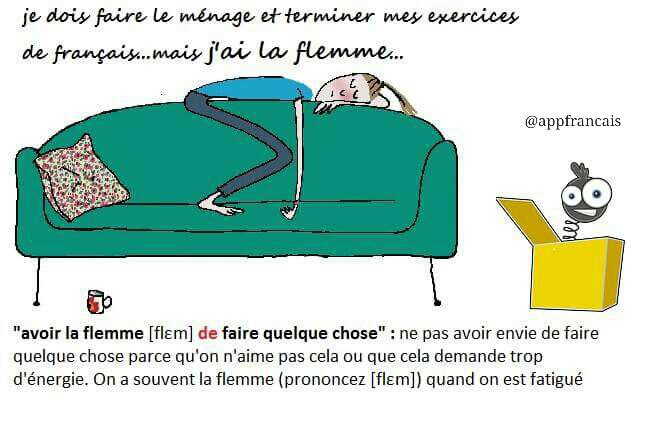 je dois faire le ménage et terminer mes exercices
de français...mais j'ai la flemme...
@appfrancais
"avoir la flemme [flεm] de faire quelque chose" : ne pas avoir envie de faire
quelque chose parce qu'on n'aime pas cela ou que cela demande trop
d'énergie. On a souvent la flemme (prononcez [flεm]) quand on est fatigué